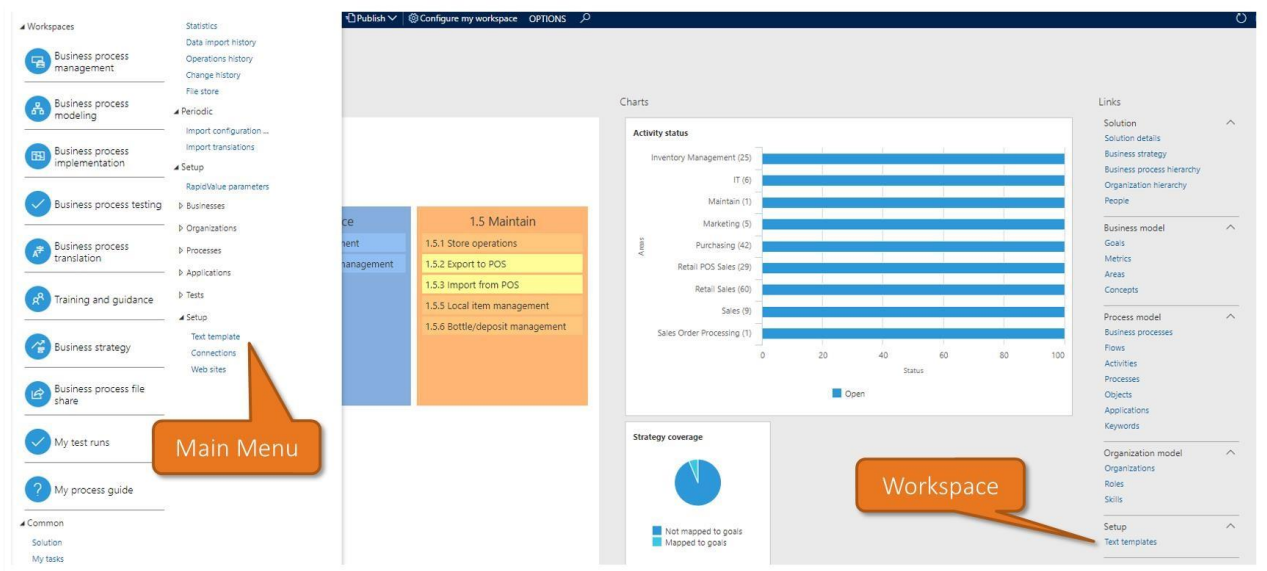 Publish
Configure my workspace
OPTIONS
Workspaces
Business process
management
Business process
modeling
Business process
implementation
Business process testing
Business process
translation
Training and guidance
Business strategy
Business process file
share
My test runs
My process guide
Common
Solution
My tasks
Statistics
Data import history
Operations history
Change history
File store
Periodic
Import configuration ...
Import translations
Setup
RapidValue parameters
Businesses
Organizations
Processes
Applications
Tests
Setup
Text template
Connections
Web sites
Main Menu
ce
ment
management
1.5 Maintain
1.5.1 Store operations
1.5.2 Export to POS
1.5.3 Import from POS
1.5.5 Local item management
1.5.6 Bottle/deposit management
Charts
Activity status
Areas
Inventory Management (25)
IT (6)
Maintain (1)
Marketing (5)
Purchasing (42)
Retail POS Sales (29)
Retail Sales (60)
Sales (9)
Sales Order Processing (1)
0 20 40 60 80 100
Status
Open
Strategy coverage
Not mapped to goals
Mapped to goals
Workspace
Links
Solution
Solution details
Business strategy
Business process hierarchy
Organization hierarchy
People
Business model
Goals
Metrics
Areas
Concepts
Process model
Business processes
Flows
Activities
Processes
Objects
Applications
Keywords
Organization model
Organizations
Roles
Skills
Setup
Text templates